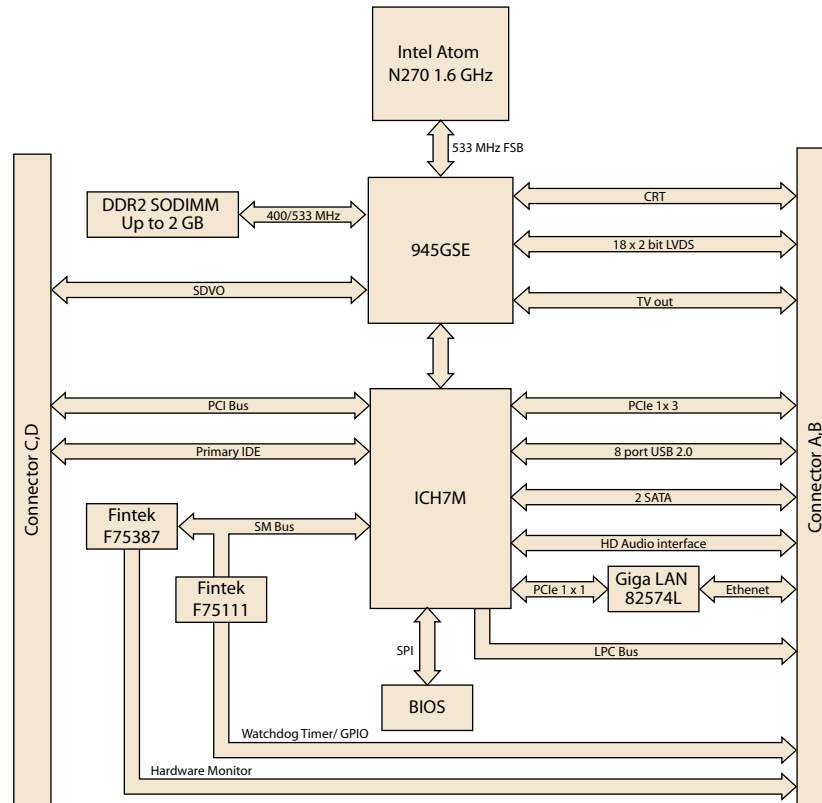 Intel Atom
N270 1.6 GHz
533 MHz FSB
DDR2 SODIMM
Up to 2 GB
400/533 MHz
945GSE
CRT
18 x 2 bit LVDS
SDVO
TV out
Connector C,D
Connector A,B
PCI Bus
PCIe 1x 3
Primary IDE
8 port USB 2.0
ICH7M
2 SATA
Fintek
F75387
SM Bus
HD Audio interface
Fintek
F75111
PCIe 1 x 1
Giga LAN
82574L
Ethenet
SPI
LPC Bus
BIOS
Watchdog Timer/ GPIO
Hardware Monitor